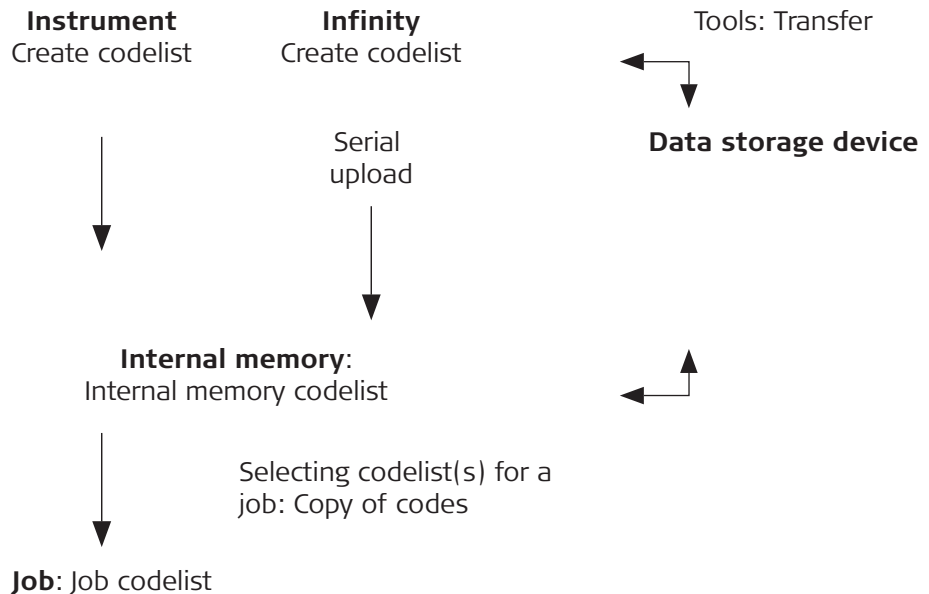 Instrument
Create codelist
Infinity
Create codelist
Tools: Transfer
Serial
upload
Data storage device
Internal memory:
Internal memory codelist
Selecting codelist(s) for a
job: Copy of codes
Job: Job codelist